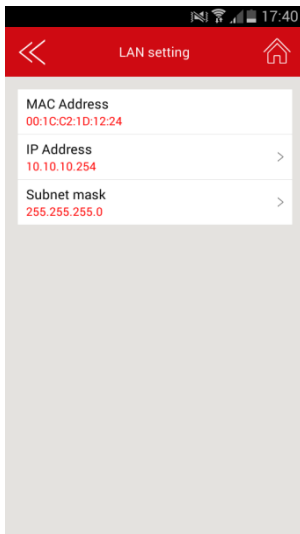 17:40
LAN setting
MAC Address
00:1C:C2:1D:12:24
IP Address
10.10.10.254
Subnet mask
255.255.255.0